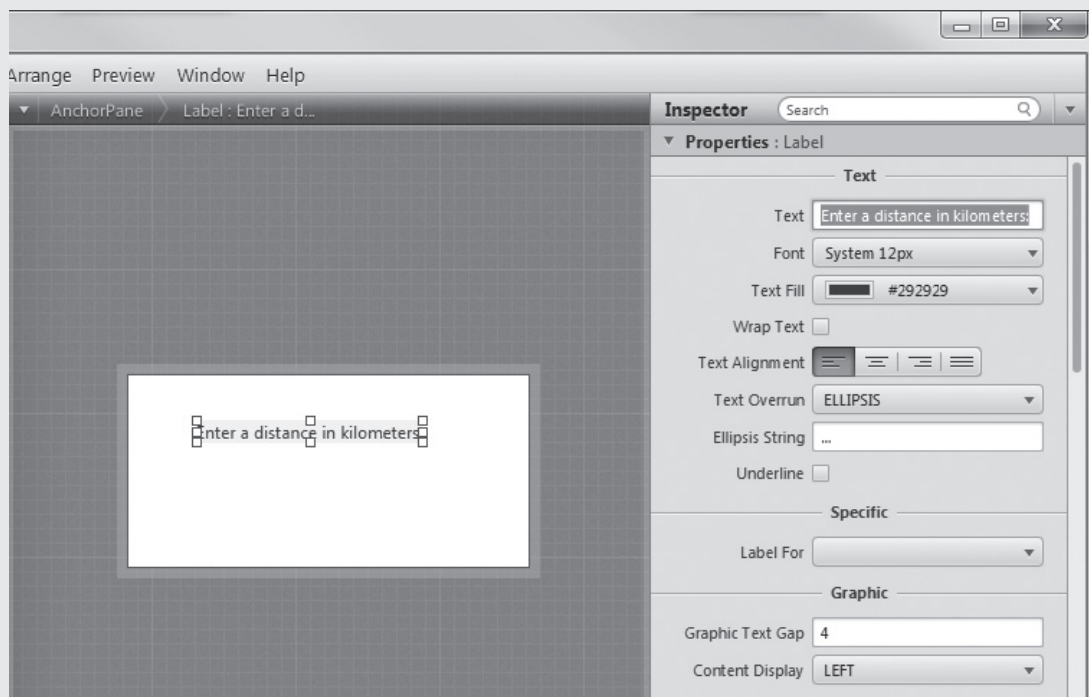 Arrange Preview Window Help
AnchorPane Label : Enter a d...
Inspector Search
Properties : Label
Text
Text Enter a distance in kilometers:
Font System 12px
Text Fill #292929
Wrap Text
Text Alignment
Text Overrun ELLIPSIS
Ellipsis String ...
Underline
Specific
Label For
Graphic
Graphic Text Gap 4
Content Display LEFT
Enter a distance in kilometers: